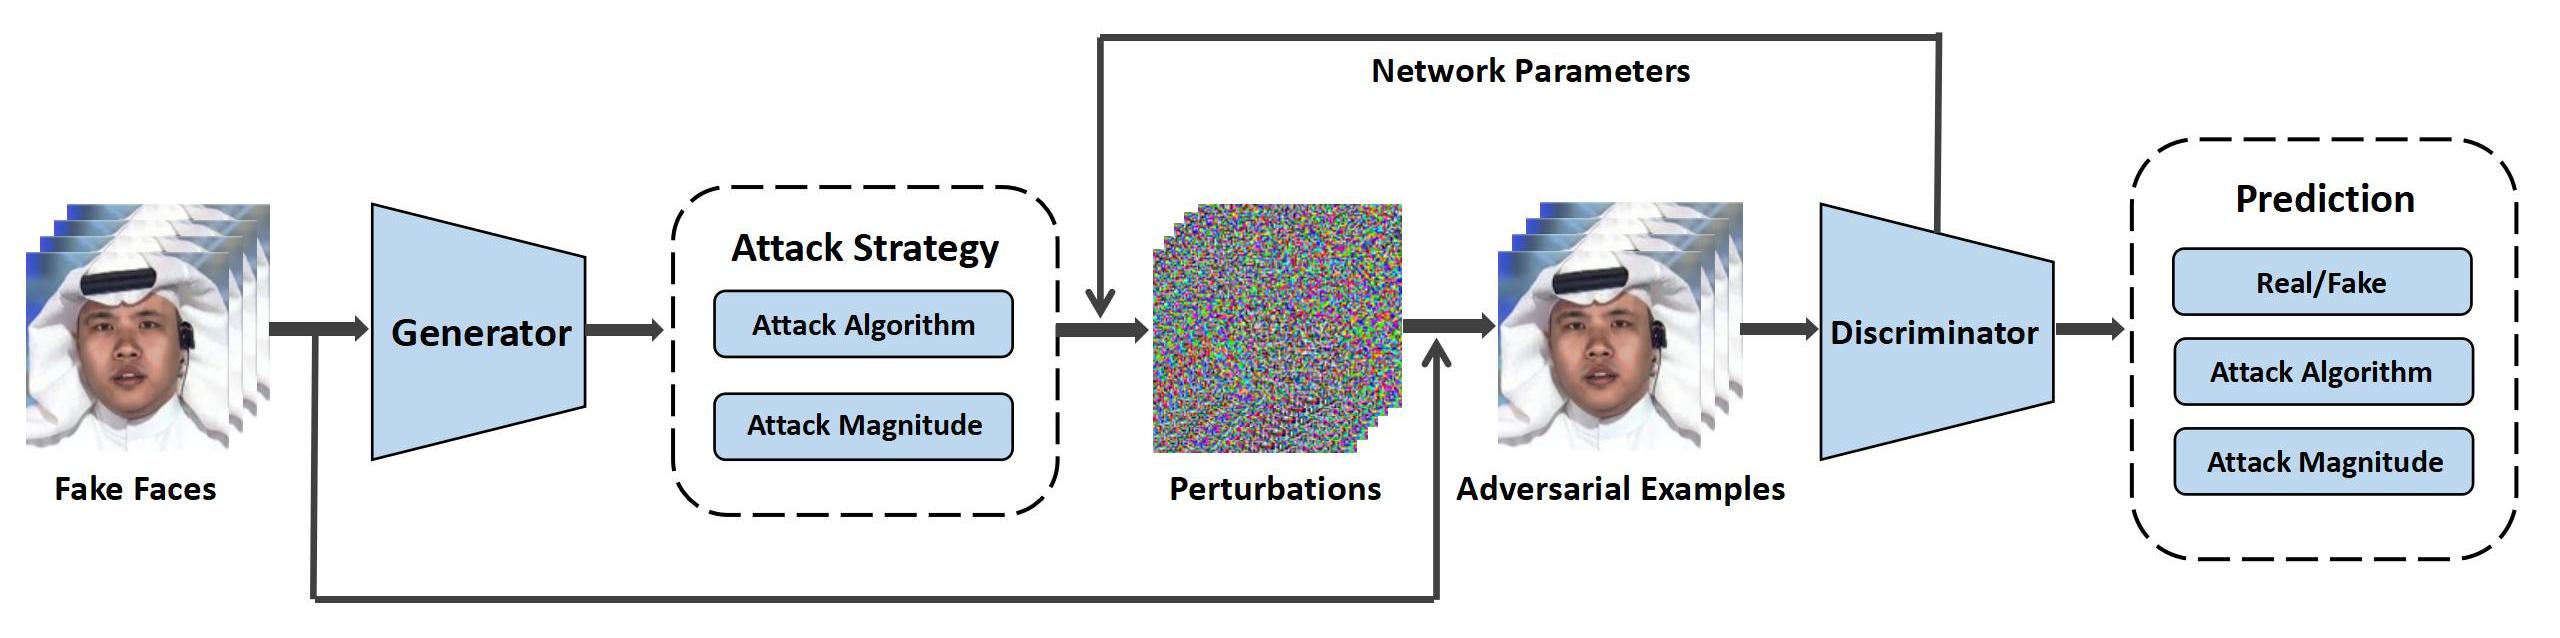 Network Parameters
Fake Faces
Generator
Attack Strategy
Attack Algorithm
Attack Magnitude
Perturbations
Adversarial Examples
Discriminator
Prediction
Real/Fake
Attack Algorithm
Attack Magnitude